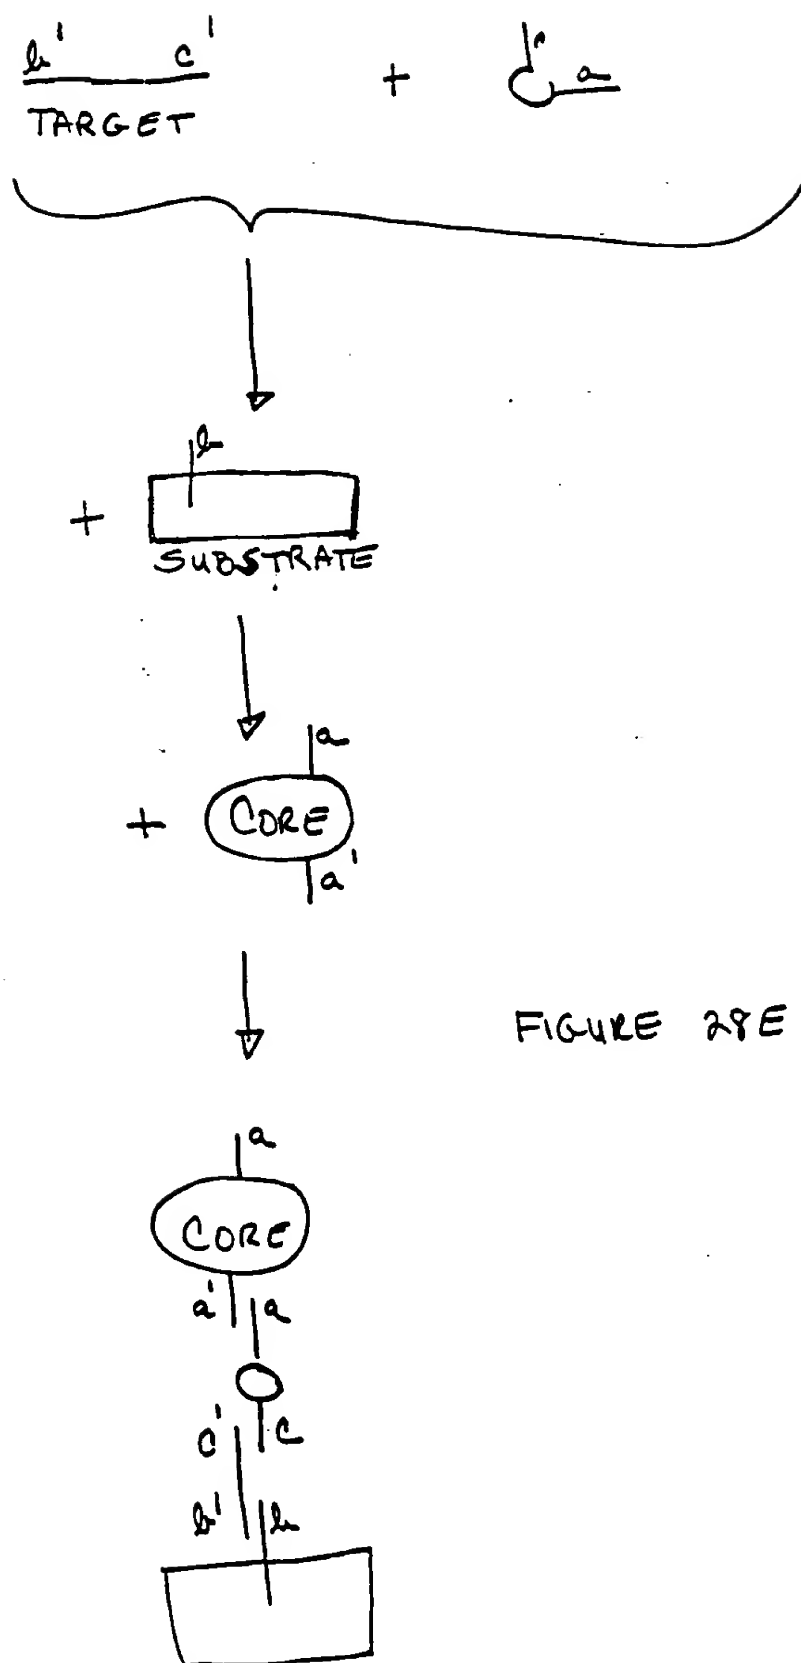 b' c' + c a
TARGET
b
+
SUBSTRATE
a
+ CORE
a'
FIGURE 28E
a
CORE
a' a
c' c
b' b